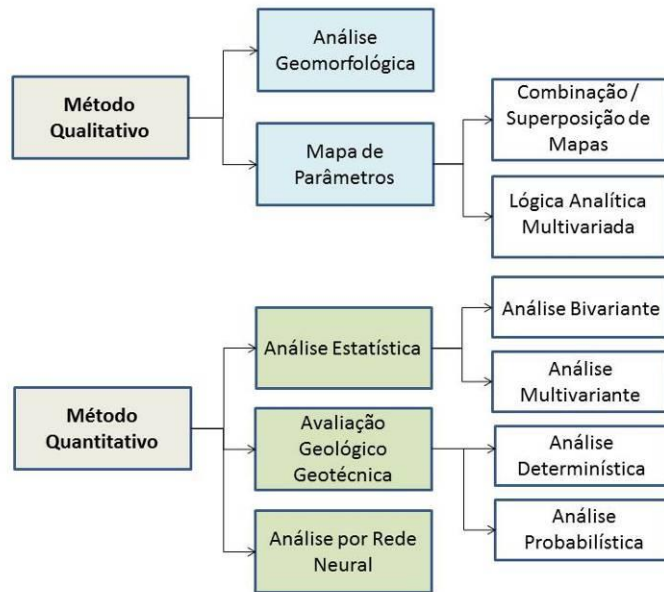 Método
Qualitativo
Análise
Geomorfológica
Mapa de
Parâmetros
Combinação /
Superposição de
Mapas
Lógica Analítica
Multivariada
Método
Quantitativo
Análise Estatística
Análise Bivariante
Análise
Multivariante
Avaliação
Geológico
Geotécnica
Análise
Determinística
Análise
Probabilística
Análise por Rede
Neural